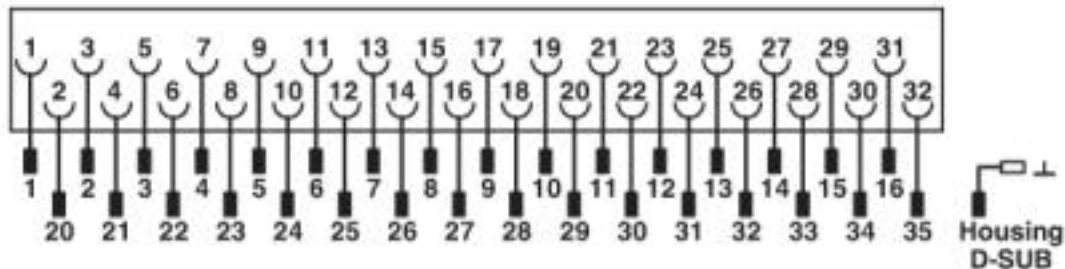 1 3 5 7 9 11 13 15 17 19 21 23 25 27 29 31
2 4 6 8 10 12 14 16 18 20 22 24 26 28 30 32
1 2 3 4 5 6 7 8 9 10 11 12 13 14 15 16
20 21 22 23 24 25 26 27 28 29 30 31 32 33 34 35 Housing
D-SUB